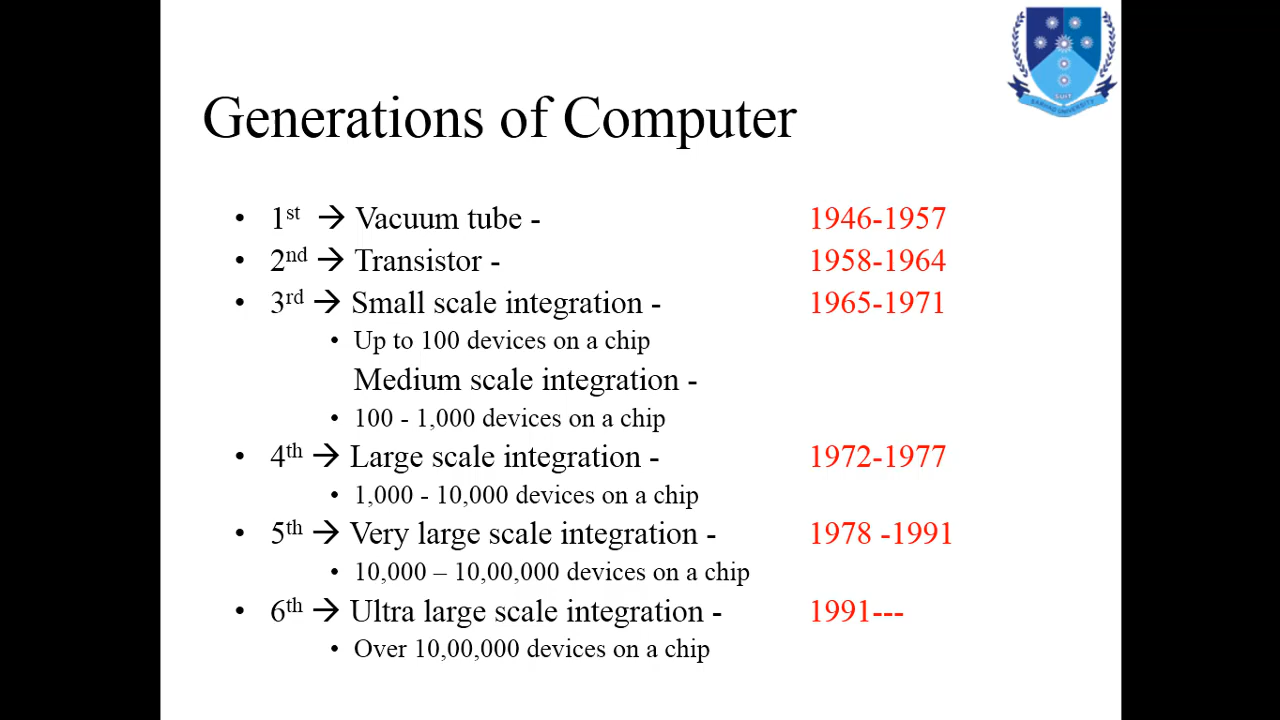 Generations of Computer
• 1st → Vacuum tube - 1946-1957
• 2nd → Transistor - 1958-1964
• 3rd → Small scale integration - 1965-1971
• Up to 100 devices on a chip
Medium scale integration -
• 100 - 1,000 devices on a chip
• 4th → Large scale integration - 1972-1977
• 1,000 - 10,000 devices on a chip
• 5th → Very large scale integration - 1978 -1991
• 10,000 – 10,00,000 devices on a chip
• 6th → Ultra large scale integration - 1991---
• Over 10,00,000 devices on a chip